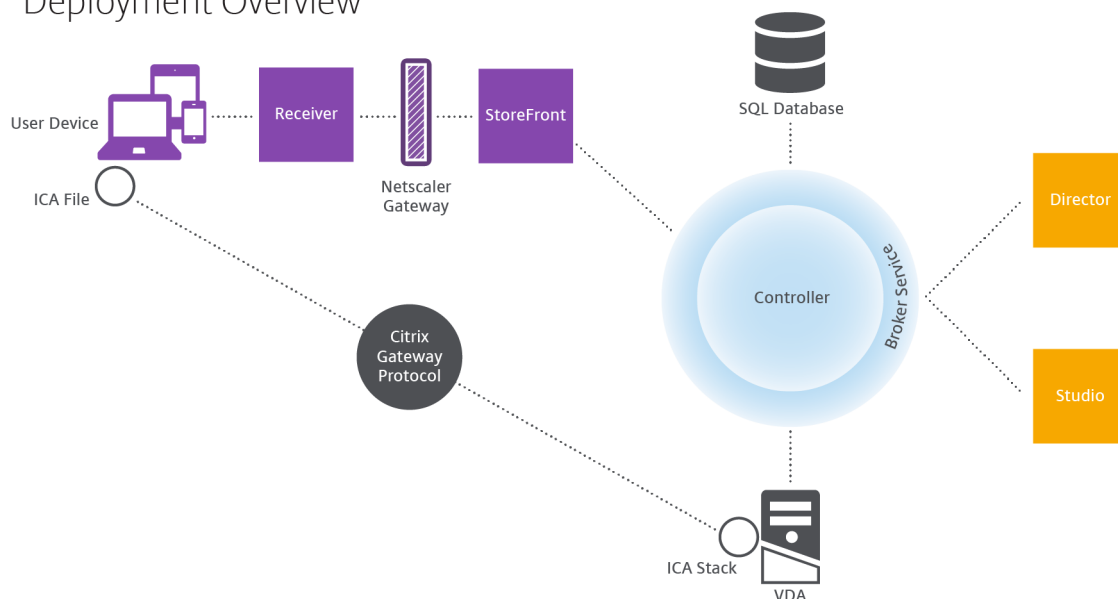 Deployment Overview
SQL Database
User Device
Receiver
StoreFront
Netscaler
Gateway
ICA File
Director
Controller
Broker Service
Citrix
Gateway
Protocol
Studio
ICA Stack
VDA